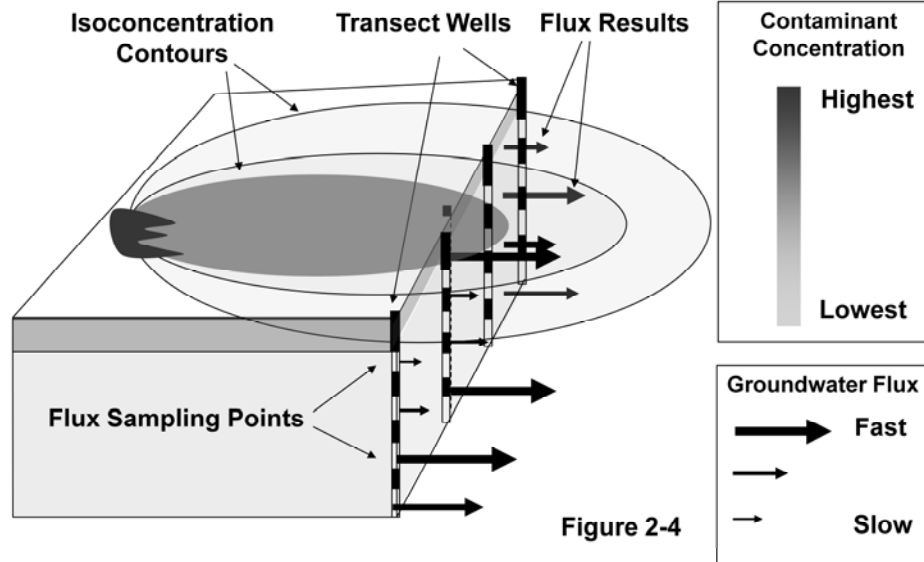 Isoconcentration
Contours
Transect Wells
Flux Results
Contaminant
Concentration
Highest
Lowest
Flux Sampling Points
Groundwater Flux
Fast
Slow
Figure 2-4